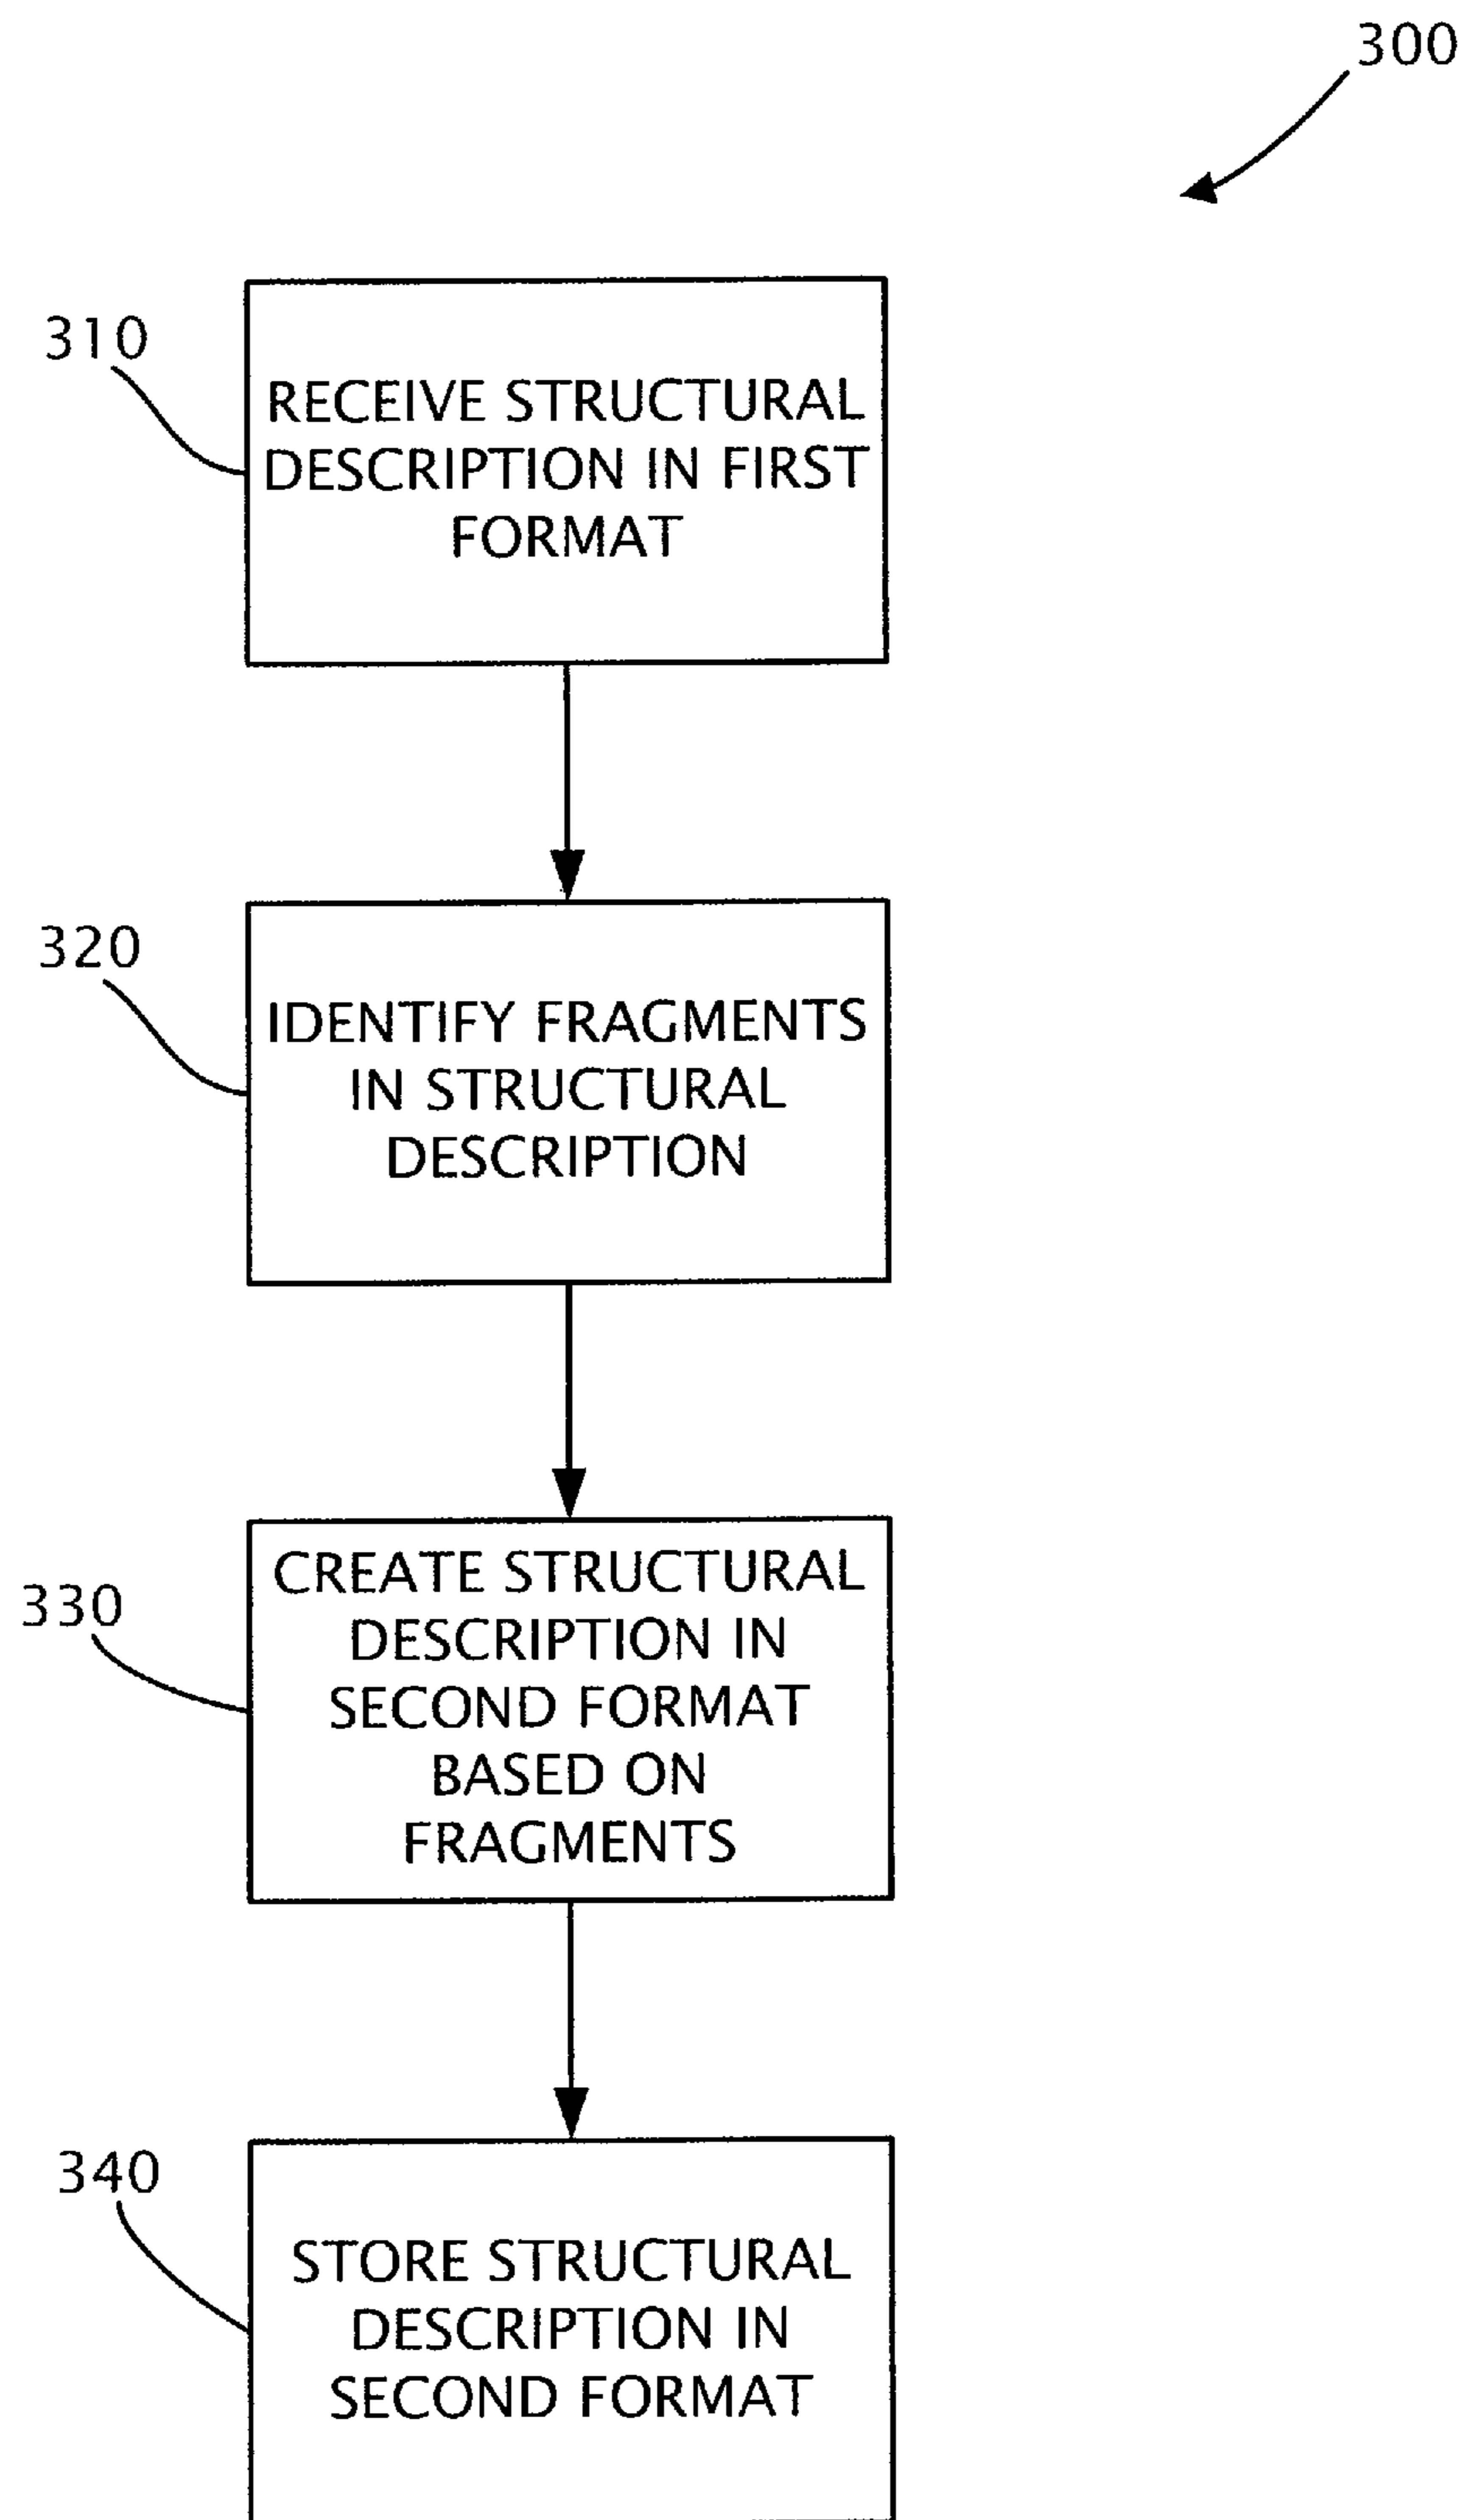 300
310
RECEIVE STRUCTURAL
DESCRIPTION IN FIRST
FORMAT
320
IDENTIFY FRAGMENTS
IN STRUCTURAL
DESCRIPTION
330
CREATE STRUCTURAL
DESCRIPTION IN
SECOND FORMAT
BASED ON
FRAGMENTS
340
STORE STRUCTURAL
DESCRIPTION IN
SECOND FORMAT